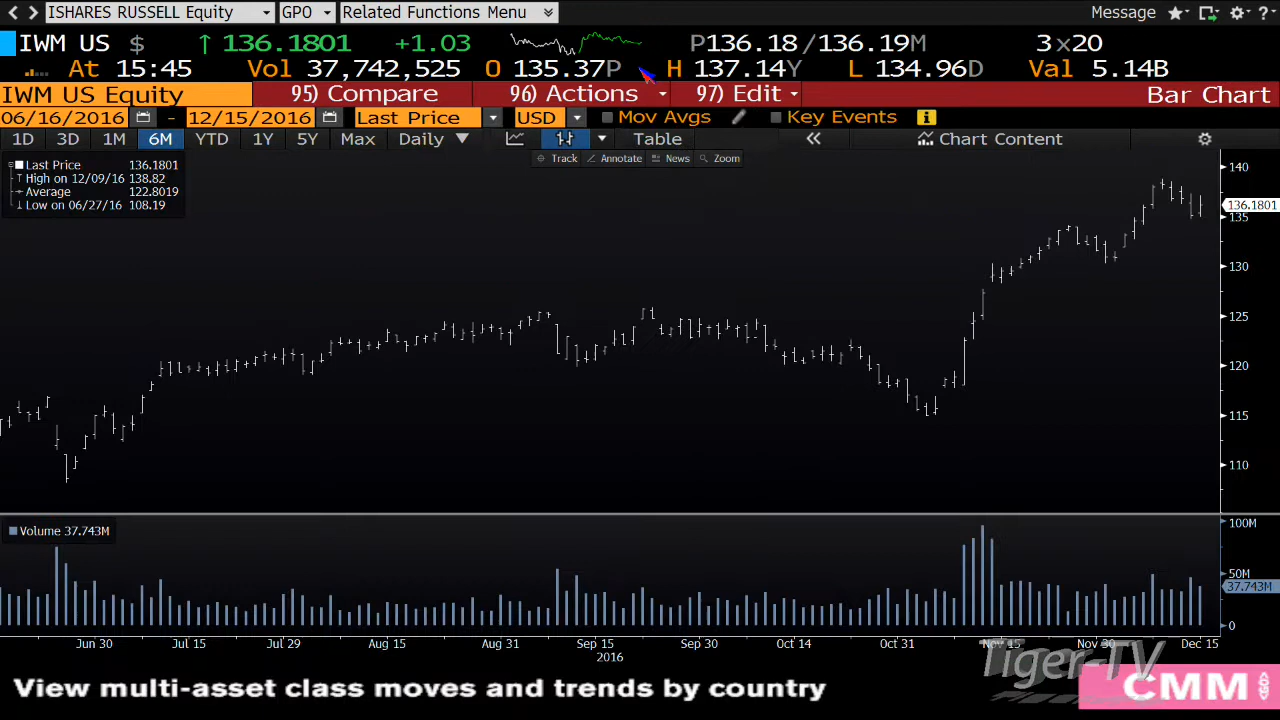 ISHARES RUSSELL Equity GPO Related Functions Menu Message ?
IWM US $ ↑ 136.1801 +1.03 P136.18/136.19M 3x20
At 15:45 Vol 37,742,525 O 135.37P H 137.14Y L 134.96D Val 5.14B
IWM US Equity 95) Compare 96) Actions 97) Edit Bar Chart
06/16/2016 - 12/15/2016 Last Price USD Mov Avgs Key Events i
1D 3D 1M 6M YTD 1Y 5Y Max Daily ▼ Table « Chart Content
Track Annotate News Zoom
Last Price 136.1801
High on 12/09/16 138.82
Average 122.8019
Low on 06/27/16 108.19
140
136.1801
135
130
125
120
115
110
Volume 37.743M
100M
50M
37.743M
0
Jun 30 Jul 15 Jul 29 Aug 15 Aug 31 Sep 15 Sep 30 Oct 14 Oct 31 Nov 15 Nov 30 Dec 15
2016
Tiger-TV
View multi-asset class moves and trends by country
CMM